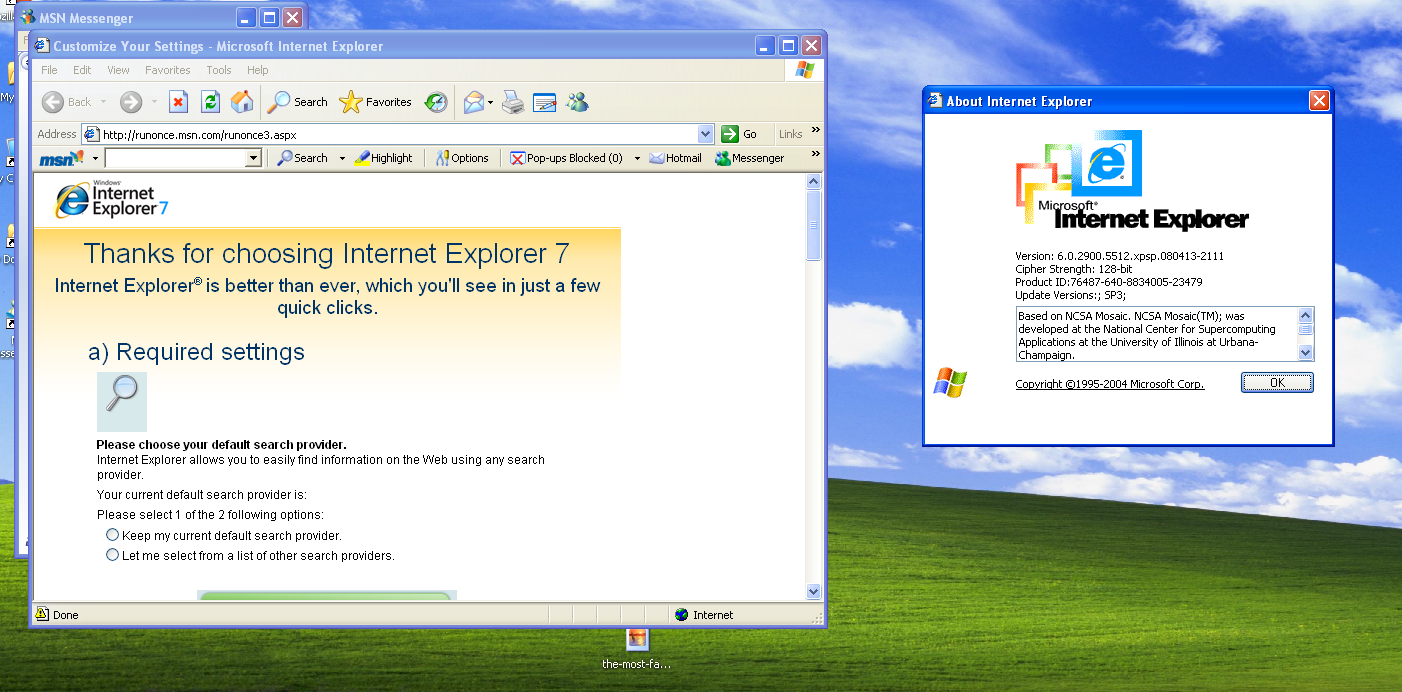 MSN Messenger
Customize Your Settings - Microsoft Internet Explorer
File Edit View Favorites Tools Help
Back Search Favorites
Address http://runonce.msn.com/runonce3.aspx Go Links »
msn Search Highlight Options Pop-ups Blocked (0) Hotmail Messenger »
Windows
Internet
Explorer 7
Thanks for choosing Internet Explorer 7
Internet Explorer® is better than ever, which you'll see in just a few
quick clicks.
a) Required settings
Please choose your default search provider.
Internet Explorer allows you to easily find information on the Web using any search
provider.
Your current default search provider is:
Please select 1 of the 2 following options:
Keep my current default search provider.
Let me select from a list of other search providers.
Done Internet
the-most-fa...
About Internet Explorer
Microsoft®
Internet Explorer
Version: 6.0.2900.5512.xpsp.080413-2111
Cipher Strength: 128-bit
Product ID:76487-640-8834005-23479
Update Versions:; SP3;
Based on NCSA Mosaic. NCSA Mosaic(TM); was
developed at the National Center for Supercomputing
Applications at the University of Illinois at Urbana-
Champaign.
Copyright ©1995-2004 Microsoft Corp.
OK